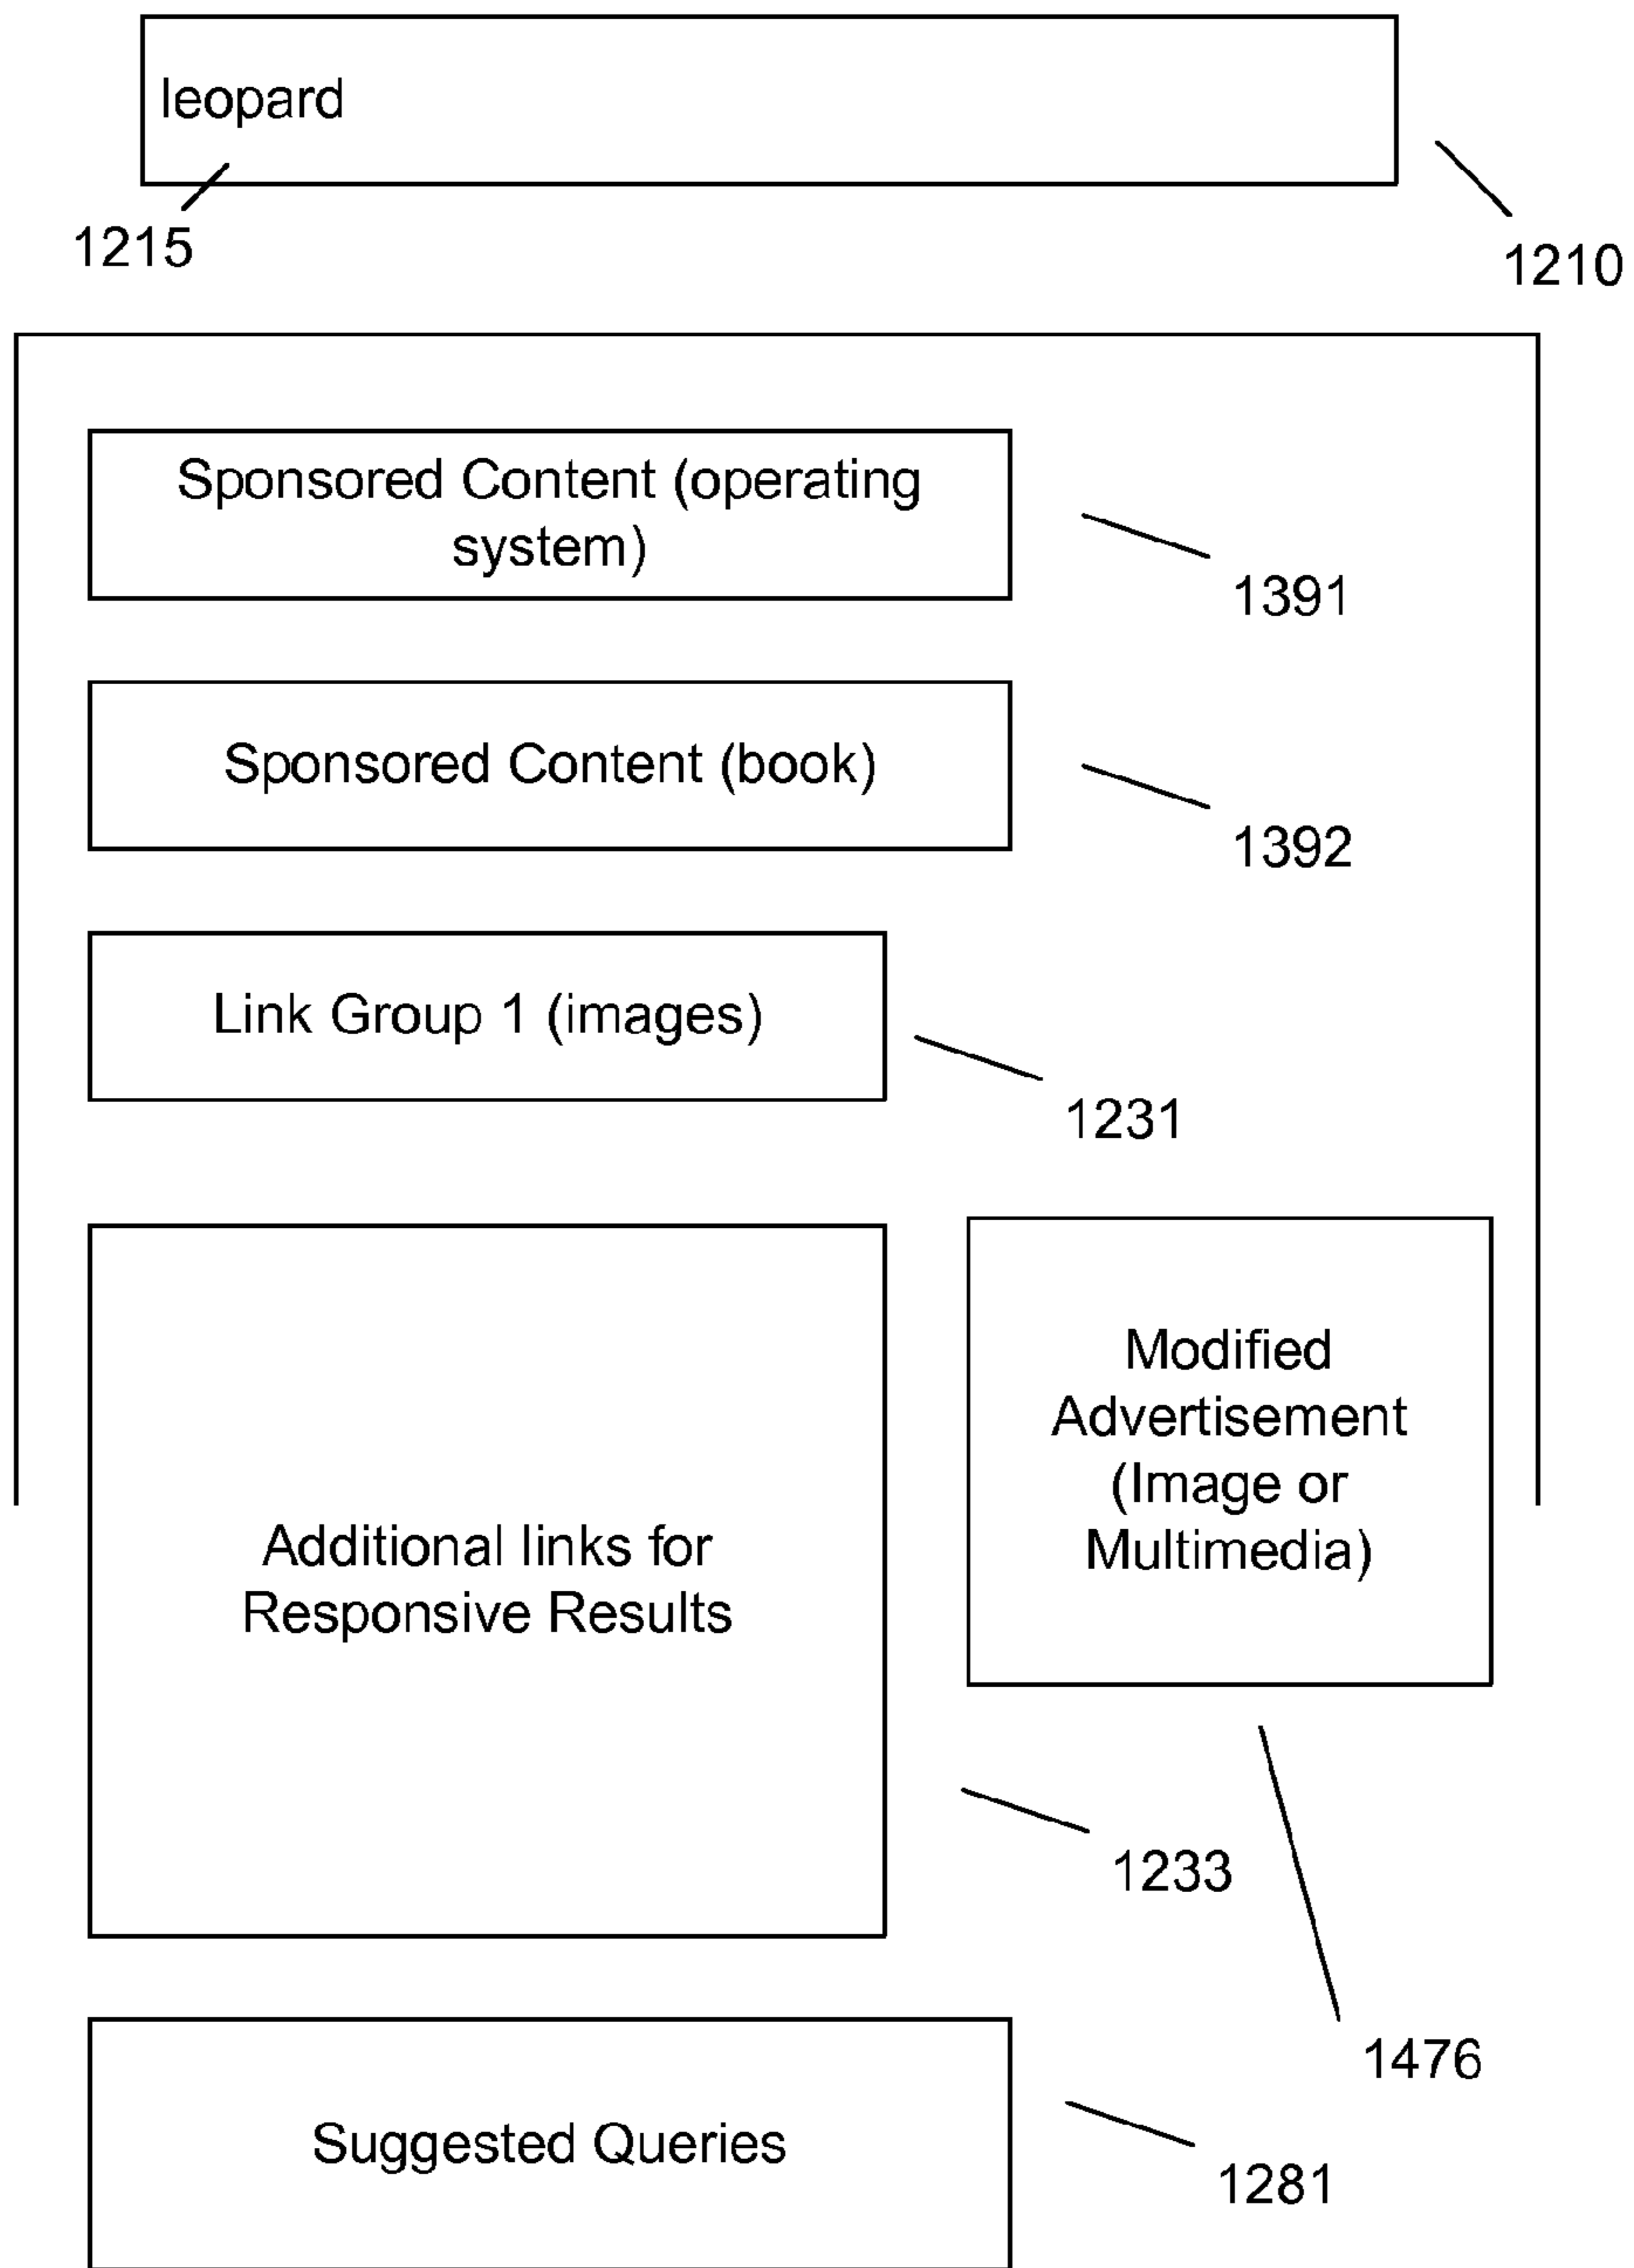 leopard
1215
1210
Sponsored Content (operating
system)
1391
Sponsored Content (book)
1392
Link Group 1 (images)
1231
Modified
Advertisement
(Image or
Multimedia)
Additional links for
Responsive Results
1233
1476
Suggested Queries
1281